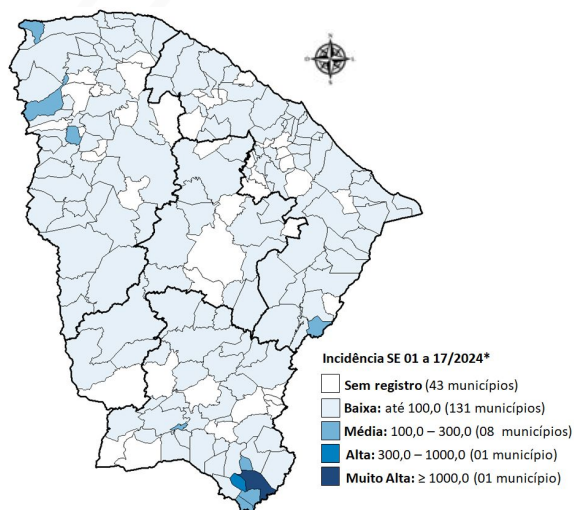 Incidência SE 01 a 17/2024*
Sem registro (43 municípios)
Baixa: até 100,0 (131 municípios)
Média: 100,0 – 300,0 (08 municípios)
Alta: 300,0 – 1000,0 (01 município)
Muito Alta: ≥ 1000,0 (01 município)